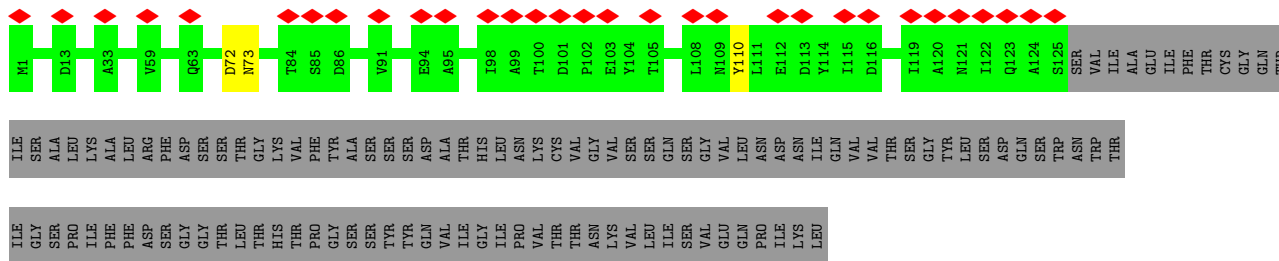 M1 D13 A33 V59 Q63 D72 N73 T84 S85 D86 V91 E94 A95 I98 A99 T100 D101 P102 E103 Y104 T105 L108 N109 Y110 L111 E112 D113 Y114 I115 D116 I119 A120 N121 I122 Q123 A124 S125 SER VAL ILE ALA GLU ILE PHE THR CYS GLY GLN
ILE SER ALA LEU LYS ALA LEU ARG PHE ASP SER SER THR GLY LYS VAL PHE TYR ALA SER SER SER ASP ALA THR HIS LEU ASN LYS CYS VAL GLY VAL SER SER GLN SER GLY VAL LEU ASN ASP ASN ILE GLN VAL VAL THR SER GLY TYR LEU SER ASP GLN SER TRP ASN TRP THR
ILE GLY SER PRO ILE PHE PHE ASP SER GLY GLY THR LEU THR HIS THR PRO GLY SER SER TYR TYR GLN VAL ILE GLY ILE PRO VAL THR THR ASN LYS VAL LEU ILE SER VAL GLU GLN PRO ILE LYS LEU